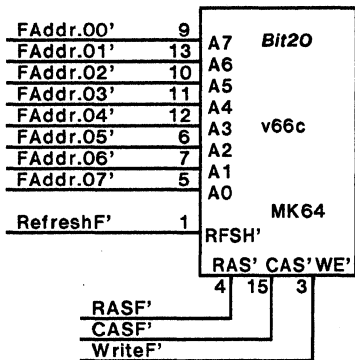 FAddr.00' 9 A7 Bit20
FAddr.01' 13 A6
FAddr.02' 10 A5
FAddr.03' 11 A4
FAddr.04' 12 A3 v66c
FAddr.05' 6 A2
FAddr.06' 7 A1
FAddr.07' 5 A0
MK64
RefreshF' 1 RFSH'
RAS' CAS' WE'
4 15 3
RASF'
CASF'
WriteF'